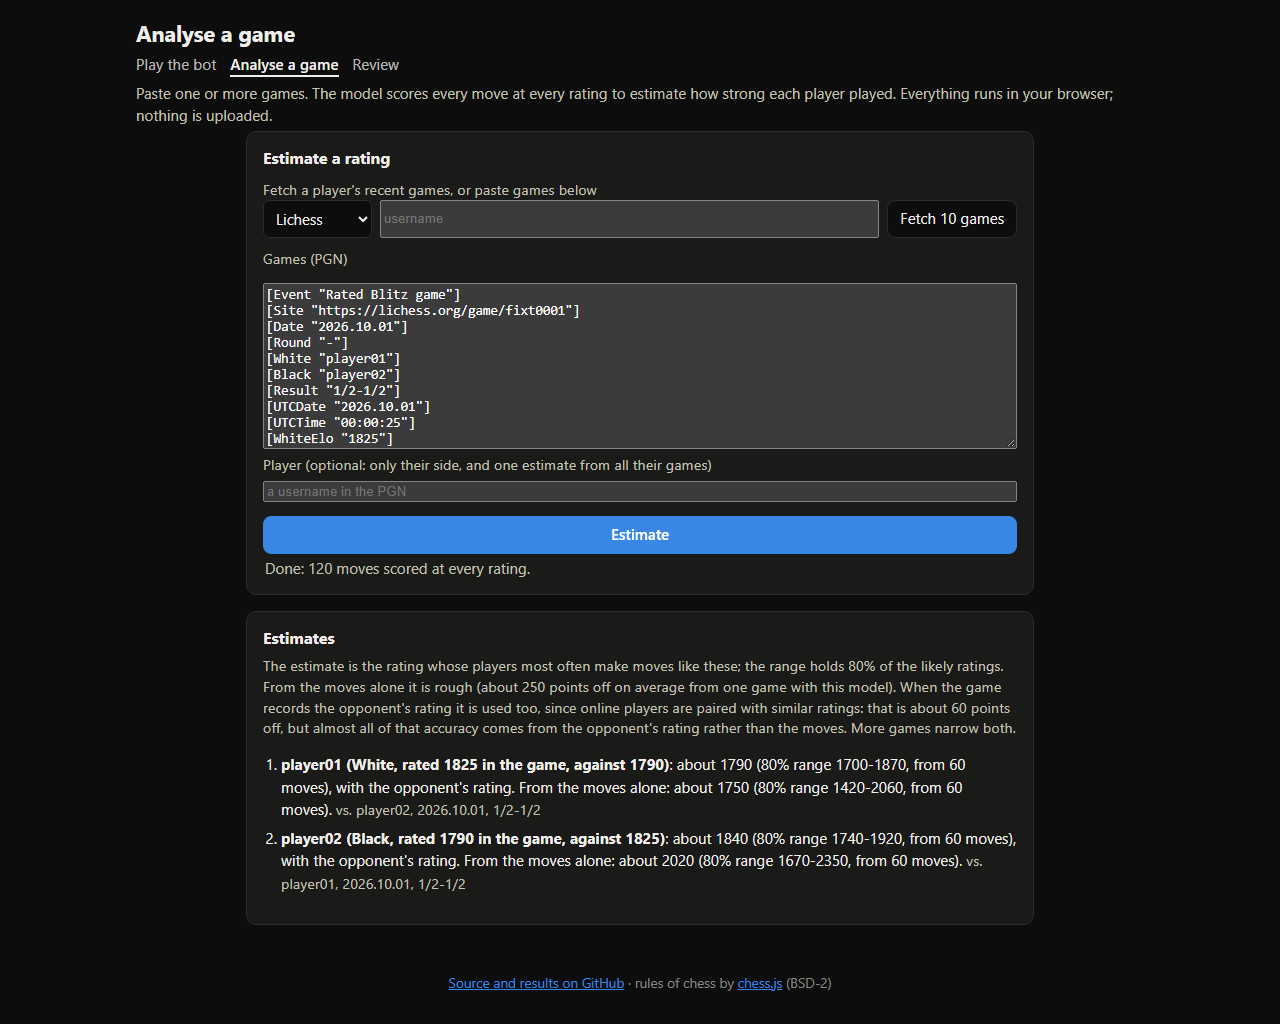 Analyse a game
Play the bot Analyse a game Review
Paste one or more games. The model scores every move at every rating to estimate how strong each player played. Everything runs in your browser;
nothing is uploaded.
Estimate a rating
Fetch a player's recent games, or paste games below
Lichess username Fetch 10 games
Games (PGN)
[Event "Rated Blitz game"]
[Site "https://lichess.org/game/fixt0001"]
[Date "2026.10.01"]
[Round "-"]
[White "player01"]
[Black "player02"]
[Result "1/2-1/2"]
[UTCDate "2026.10.01"]
[UTCTime "00:00:25"]
[WhiteElo "1825"]
Player (optional: only their side, and one estimate from all their games)
a username in the PGN
Estimate
Done: 120 moves scored at every rating.
Estimates
The estimate is the rating whose players most often make moves like these; the range holds 80% of the likely ratings.
From the moves alone it is rough (about 250 points off on average from one game with this model). When the game
records the opponent's rating it is used too, since online players are paired with similar ratings: that is about 60 points
off, but almost all of that accuracy comes from the opponent's rating rather than the moves. More games narrow both.
1. player01 (White, rated 1825 in the game, against 1790): about 1790 (80% range 1700-1870, from 60
moves), with the opponent's rating. From the moves alone: about 1750 (80% range 1420-2060, from 60
moves). vs. player02, 2026.10.01, 1/2-1/2
2. player02 (Black, rated 1790 in the game, against 1825): about 1840 (80% range 1740-1920, from 60 moves),
with the opponent's rating. From the moves alone: about 2020 (80% range 1670-2350, from 60 moves). vs.
player01, 2026.10.01, 1/2-1/2
Source and results on GitHub · rules of chess by chess.js (BSD-2)